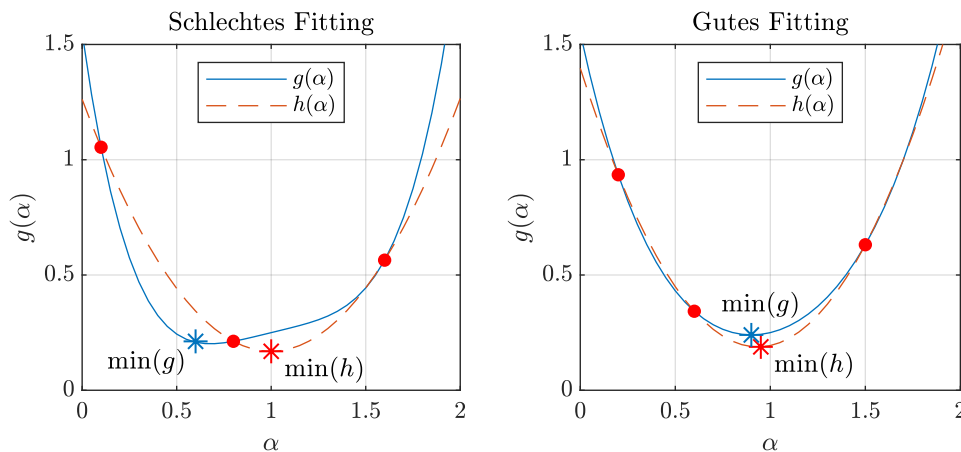 Schlechtes Fitting
g(α)
h(α)
1.5
1
0.5
0
g(α)
min(g)
min(h)
0 0.5 1 1.5 2
α
Gutes Fitting
g(α)
h(α)
1.5
1
0.5
0
g(α)
min(g)
min(h)
0 0.5 1 1.5 2
α